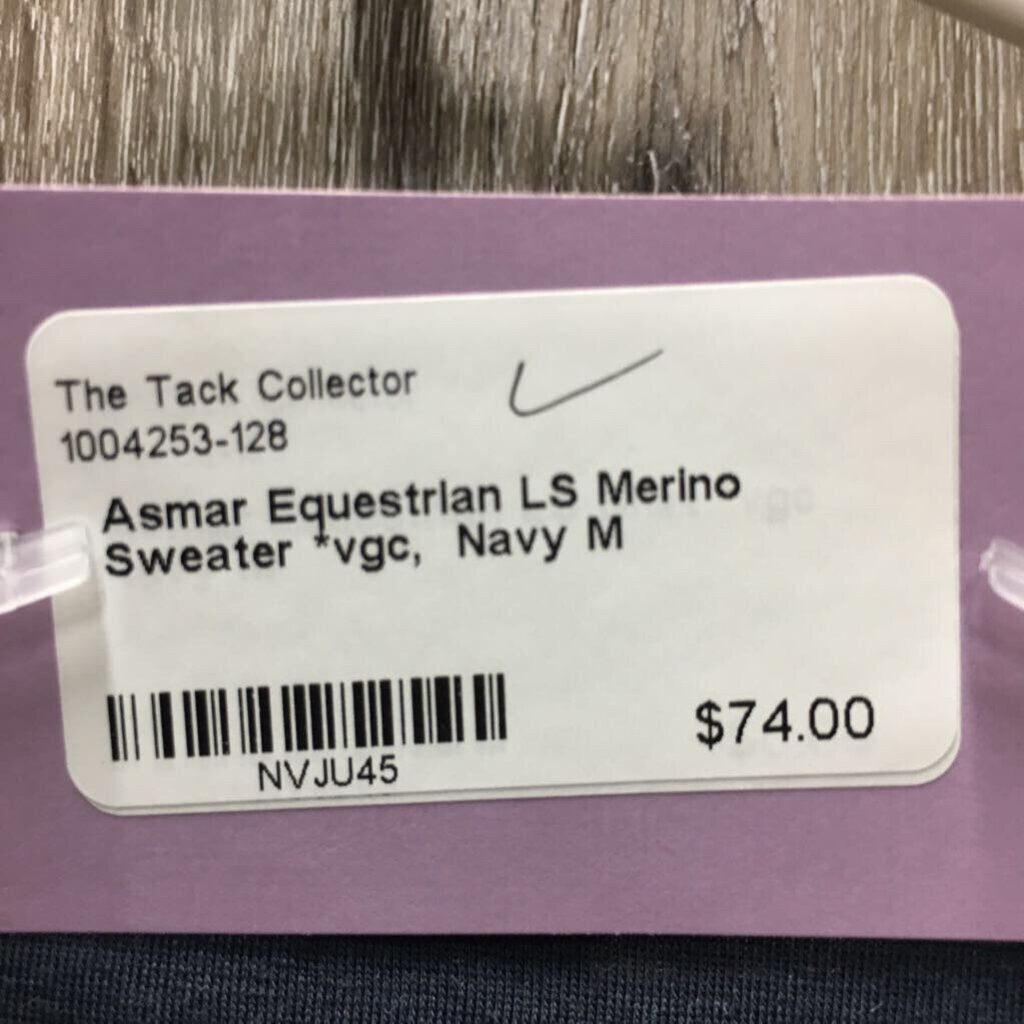 The Tack Collector
1004253-128
Asmar Equestrian LS Merino
Sweater *vgc, Navy M
NVJU45
$74.00